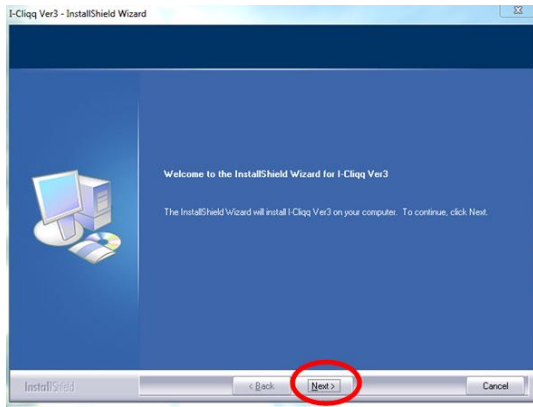 I-Cliqq Ver3 - InstallShield Wizard
Welcome to the InstallShield Wizard for I-Cliqq Ver3
The InstallShield Wizard will install I-Cliqq Ver3 on your computer. To continue, click Next.
InstallShield
< Back
Next >
Cancel